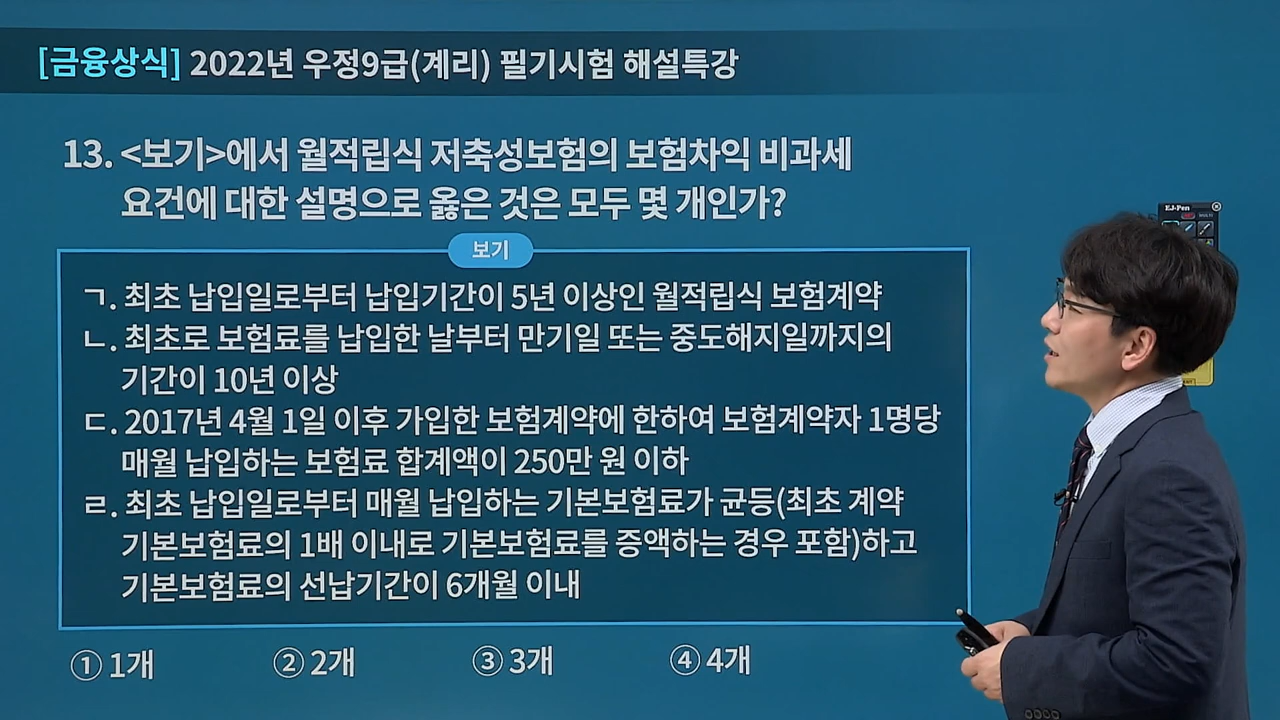 [금융상식] 2022년 우정9급(계리) 필기시험 해설특강
13. <보기>에서 월적립식 저축성보험의 보험차익 비과세
요건에 대한 설명으로 옳은 것은 모두 몇 개인가?
보기
ㄱ. 최초 납입일로부터 납입기간이 5년 이상인 월적립식 보험계약
ㄴ. 최초로 보험료를 납입한 날부터 만기일 또는 중도해지일까지의
기간이 10년 이상
ㄷ. 2017년 4월 1일 이후 가입한 보험계약에 한하여 보험계약자 1명당
매월 납입하는 보험료 합계액이 250만 원 이하
ㄹ. 최초 납입일로부터 매월 납입하는 기본보험료가 균등(최초 계약
기본보험료의 1배 이내로 기본보험료를 증액하는 경우 포함)하고
기본보험료의 선납기간이 6개월 이내
① 1개 ② 2개 ③ 3개 ④ 4개
EJ-Pen